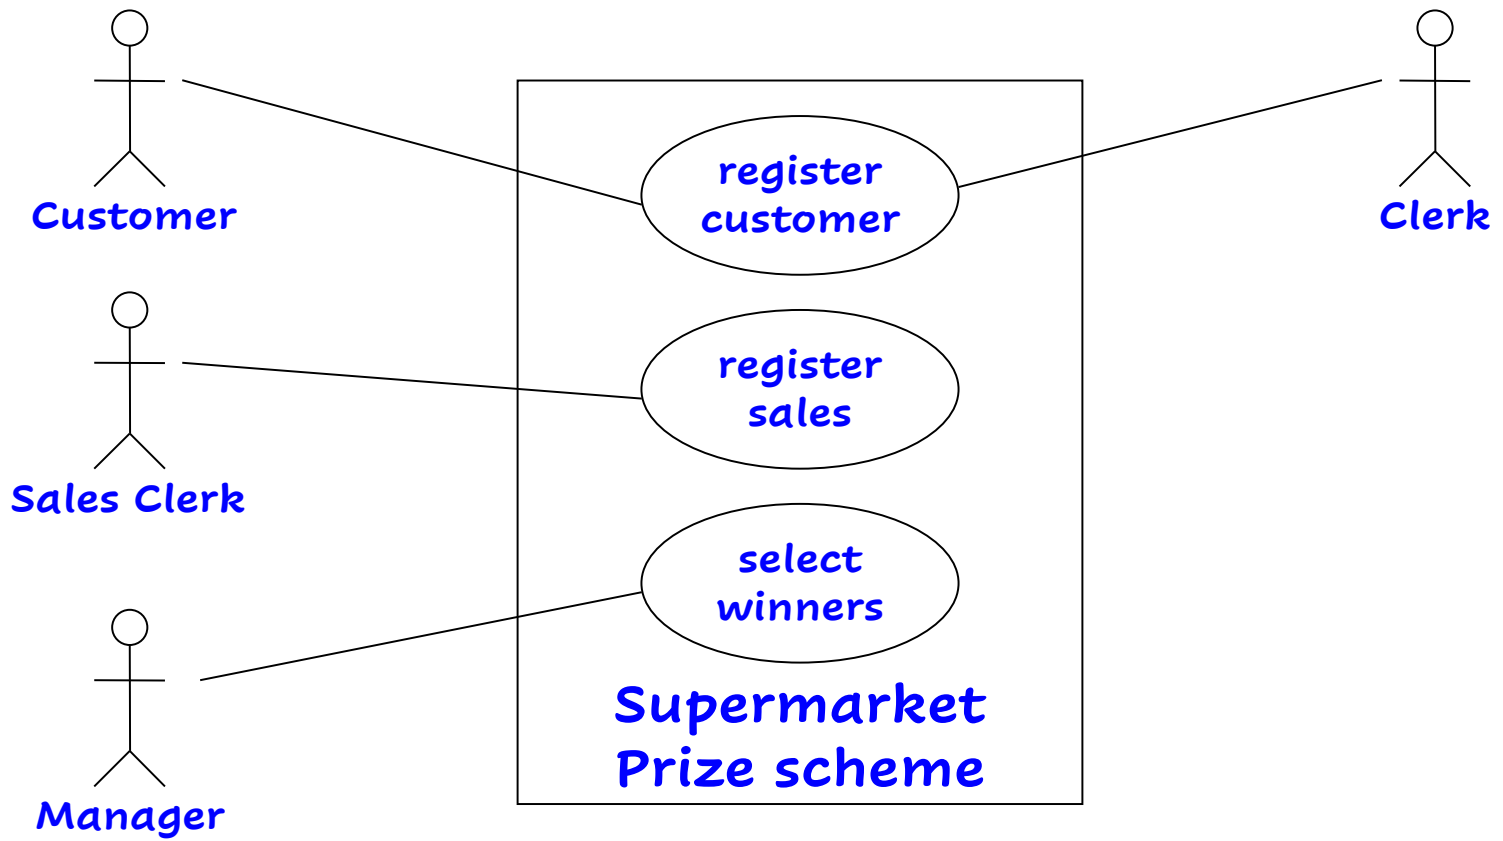 Customer
Clerk
register
customer
Sales Clerk
register
sales
Manager
select
winners
Supermarket
Prize scheme